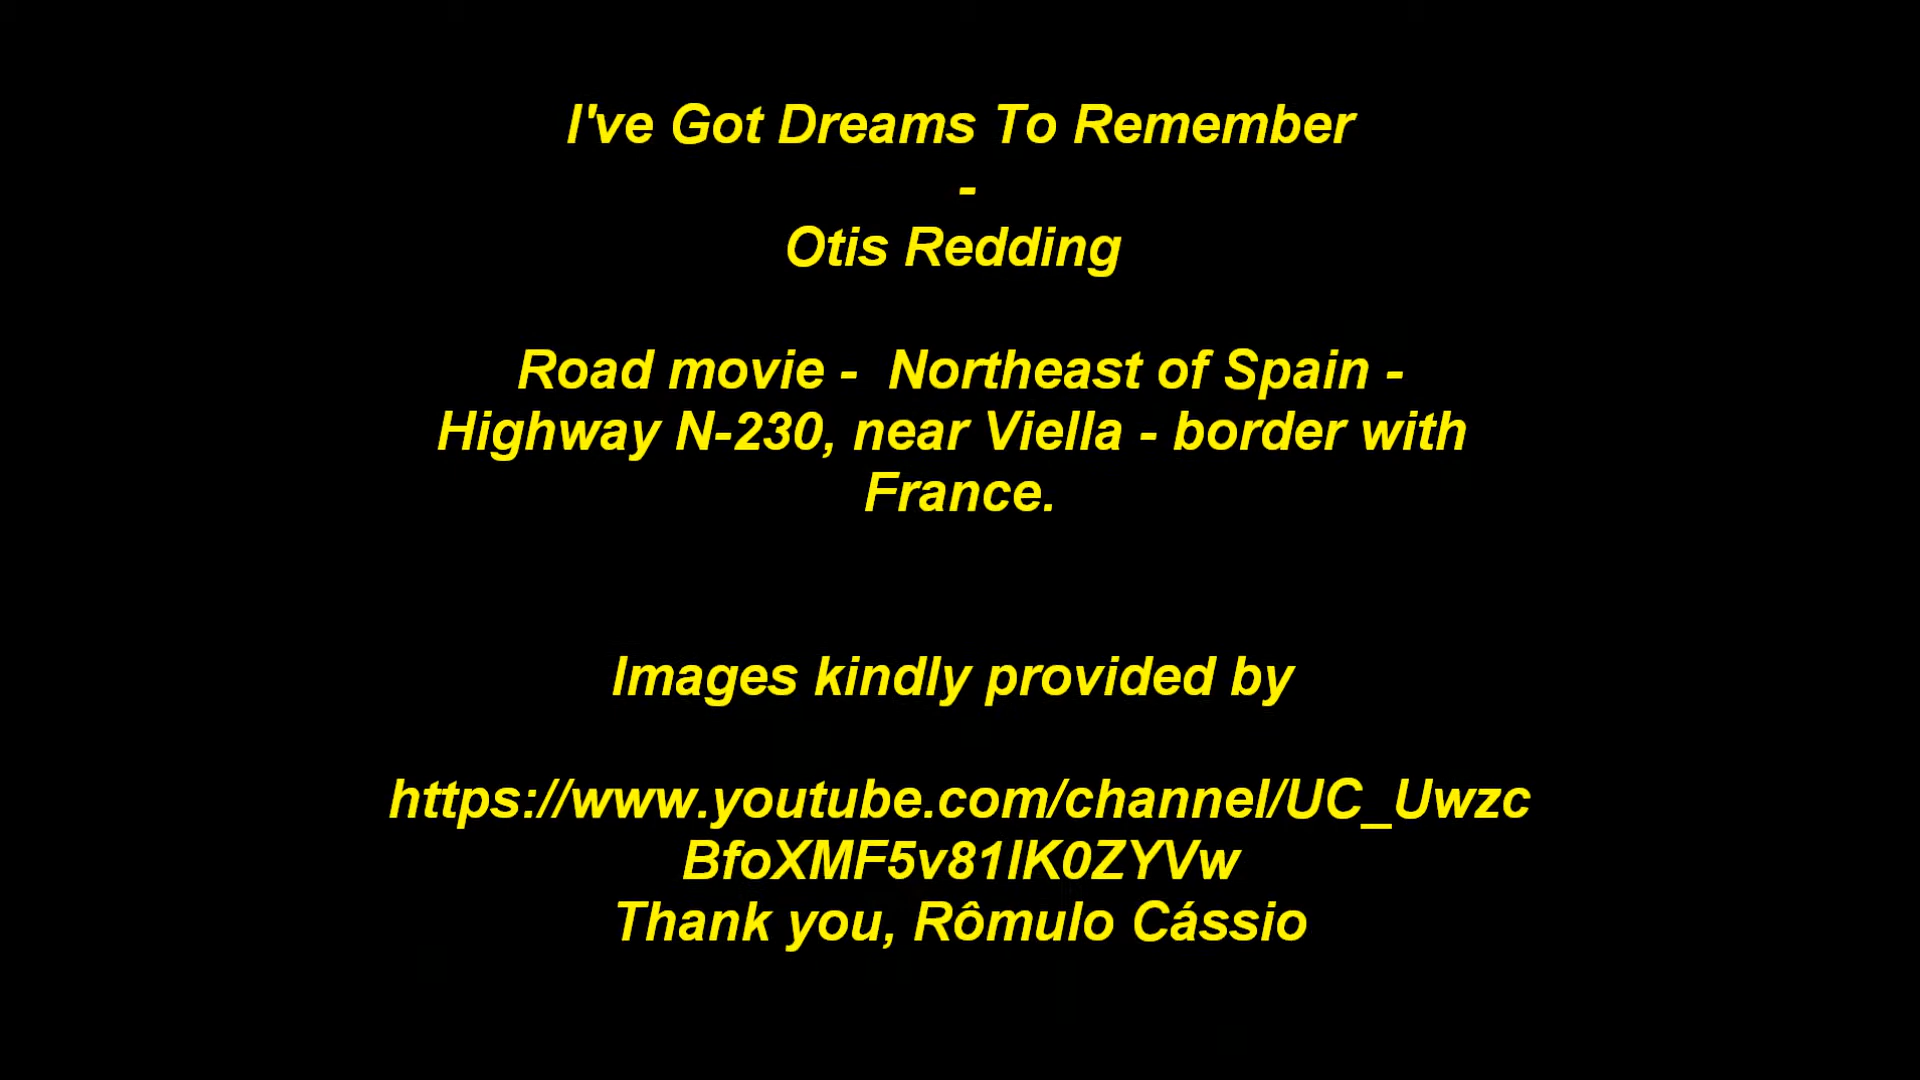 I've Got Dreams To Remember
-
Otis Redding
Road movie -  Northeast of Spain -
Highway N-230, near Viella - border with
France.
Images kindly provided by
https://www.youtube.com/channel/UC_Uwzc
BfoXMF5v81lK0ZYVw
Thank you, Rômulo Cássio